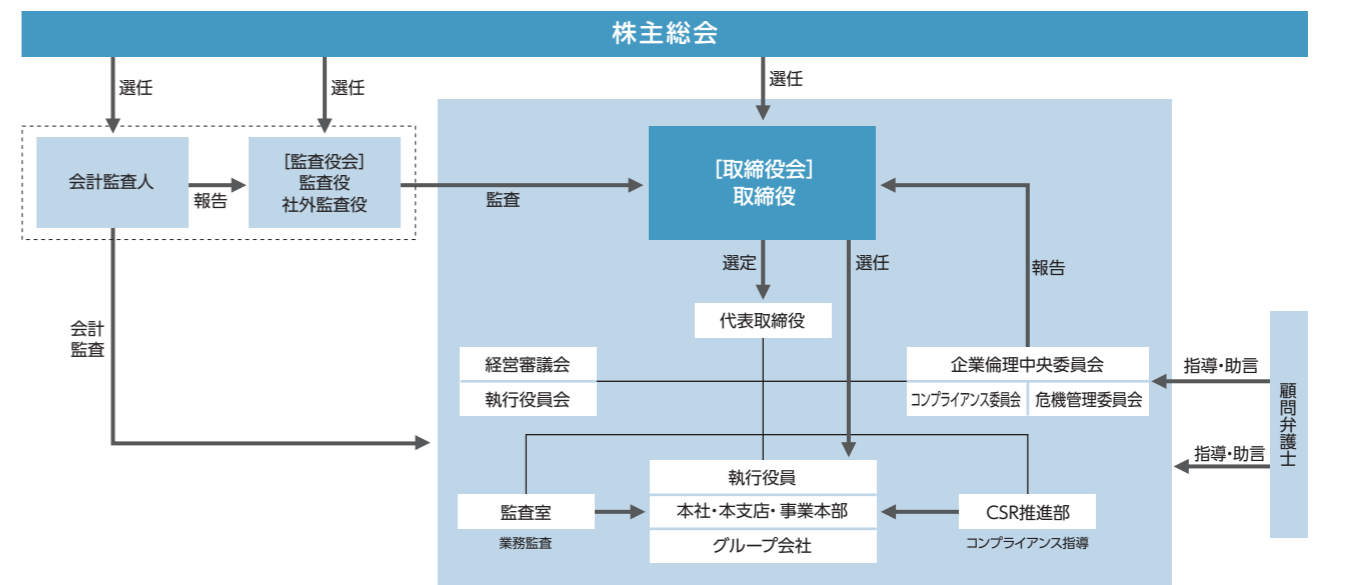 株主総会
選任
選任
選任
会計監査人
報告
[監査役会]
監査役
社外監査役
監査
[取締役会]
取締役
選定
選任
報告
会計
監査
代表取締役
経営審議会
執行役員会
企業倫理中央委員会
コンプライアンス委員会
危機管理委員会
指導・助言
指導・助言
顧問弁護士
執行役員
本社・本支店・事業本部
グループ会社
監査室
業務監査
CSR推進部
コンプライアンス指導